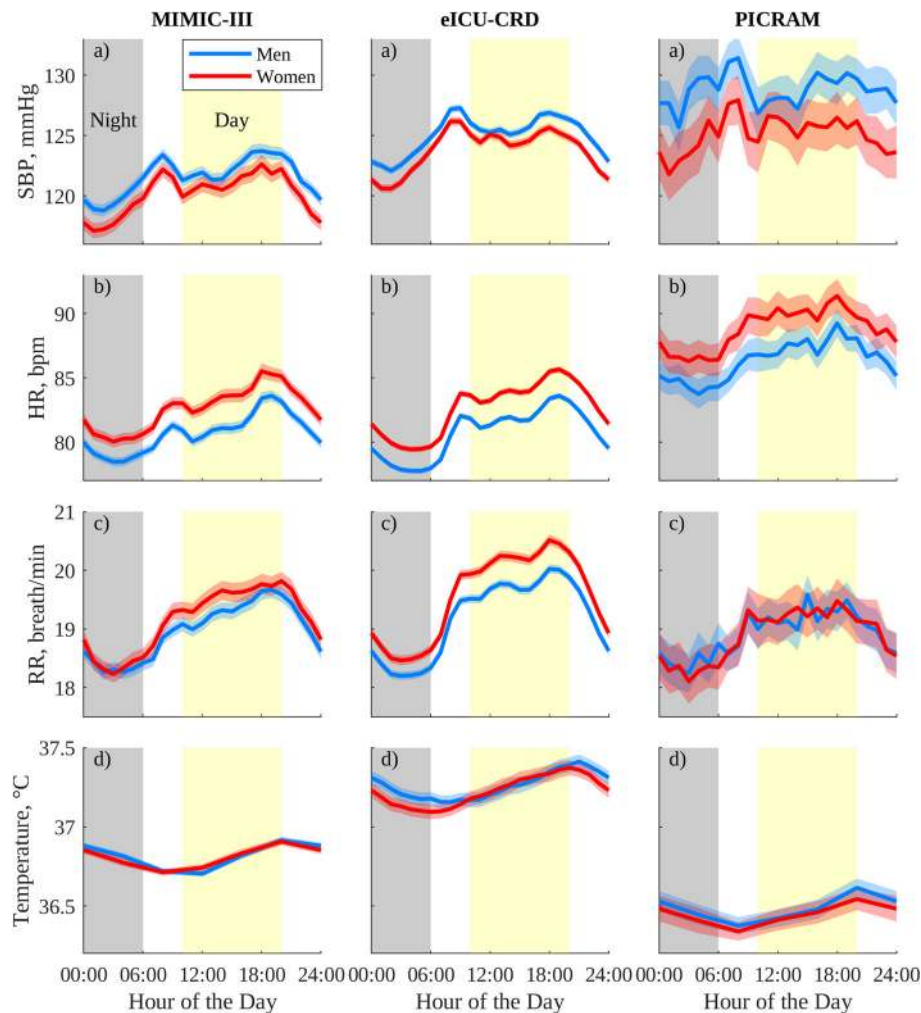 MIMIC-III eICU-CRD PICRAM
a) a) a)
Men
Women
Night Day
SBP, mmHg
130
125
120
b) b) b)
HR, bpm
90
85
80
c) c) c)
RR, breath/min
21
20
19
18
d) d) d)
Temperature, °C
37.5
37
36.5
00:00 06:00 12:00 18:00 24:00 00:00 06:00 12:00 18:00 24:00 00:00 06:00 12:00 18:00 24:00
Hour of the Day Hour of the Day Hour of the Day